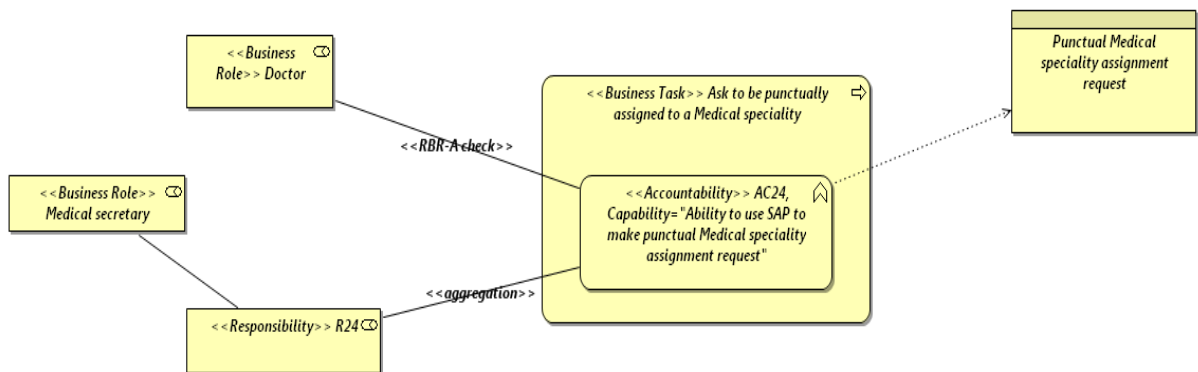 <<Business
Role>> Doctor
Punctual Medical
speciality assignment
request
<<Business Task>> Ask to be punctually
assigned to a Medical speciality
<<RBR-A check>>
<<Business Role>>
Medical secretary
<<Accountability>> AC24,
Capability="Ability to use SAP to
make punctual Medical speciality
assignment request"
<<aggregation>>
<<Responsibility>> R24